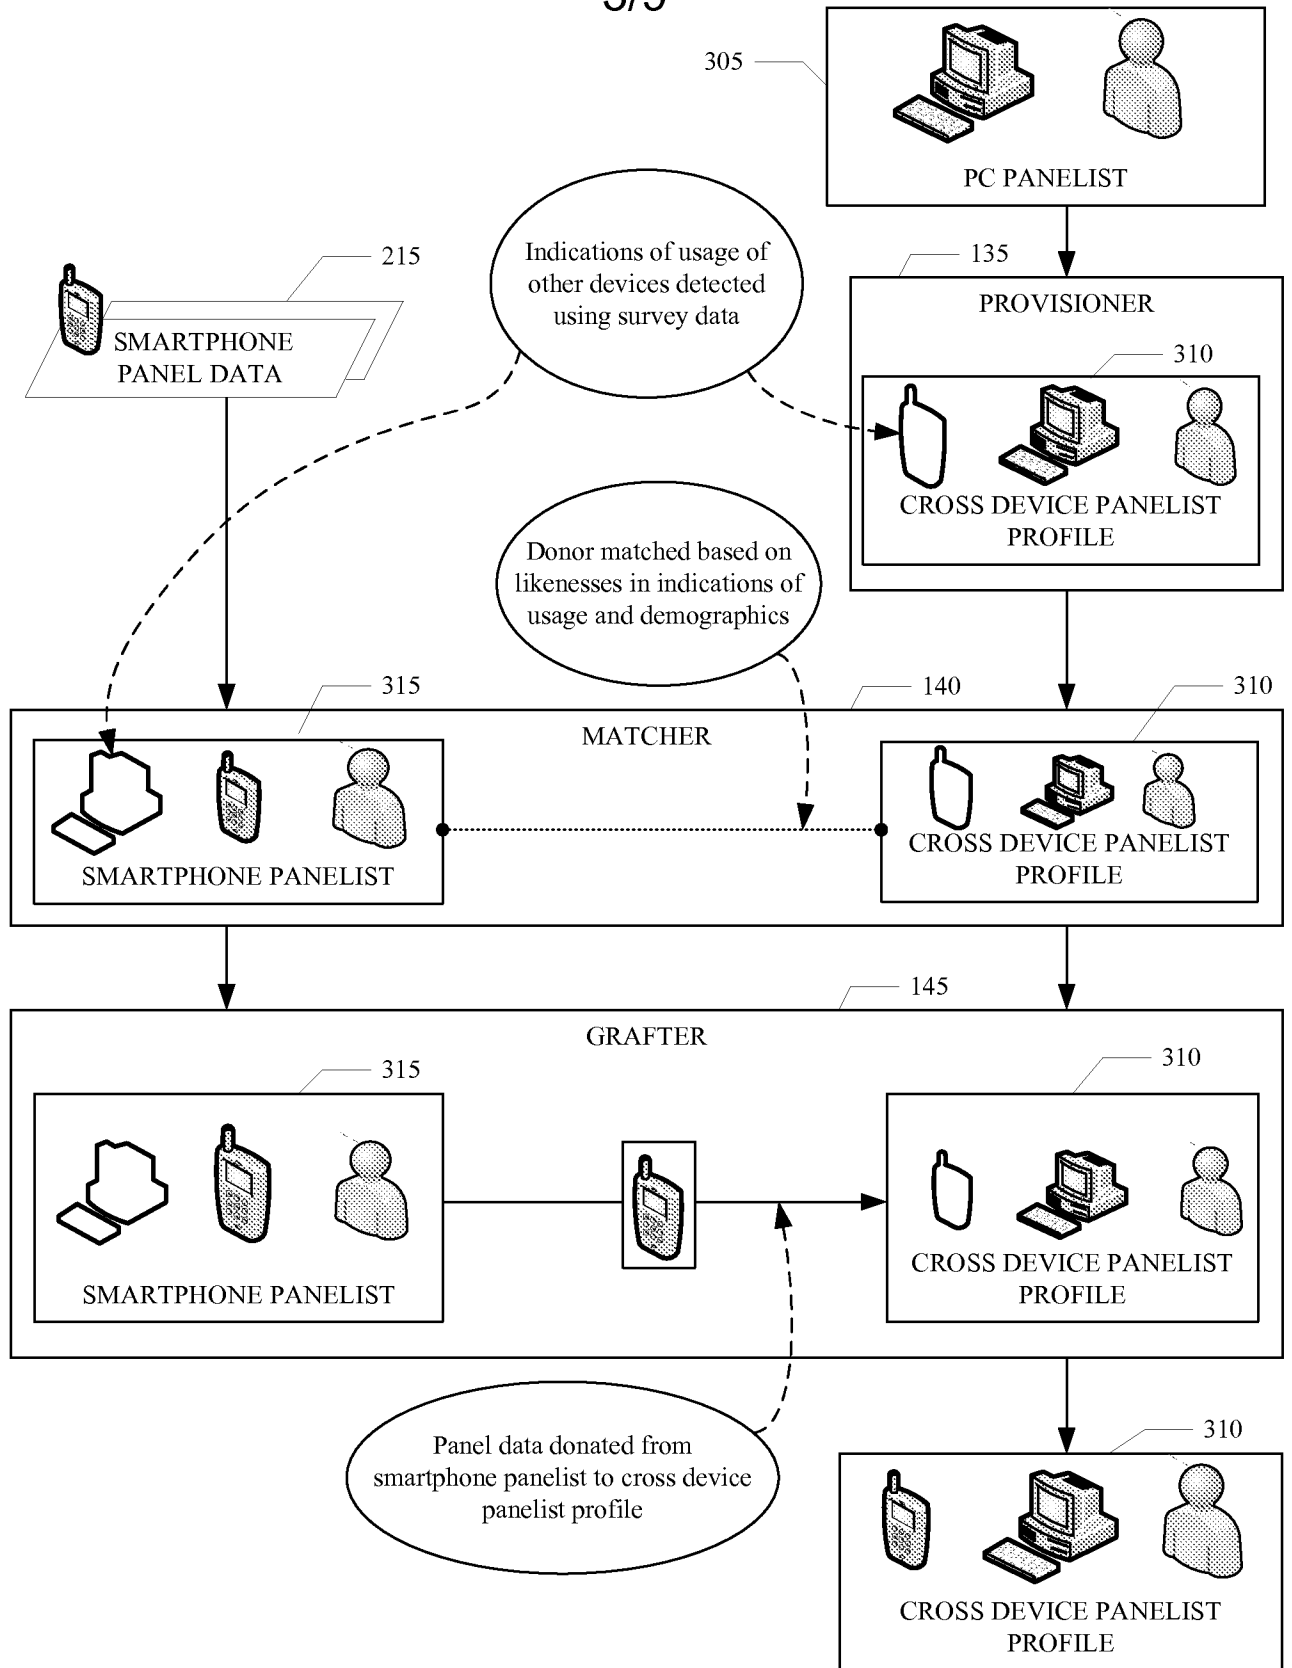 3/9
305
PC PANELIST
Indications of usage of
other devices detected
using survey data
215
SMARTPHONE
PANEL DATA
135
PROVISIONER
310
CROSS DEVICE PANELIST
PROFILE
Donor matched based on
likenesses in indications of
usage and demographics
315
140
310
MATCHER
SMARTPHONE PANELIST
CROSS DEVICE PANELIST
PROFILE
145
GRAFTER
315
310
SMARTPHONE PANELIST
CROSS DEVICE PANELIST
PROFILE
Panel data donated from
smartphone panelist to cross device
panelist profile
310
CROSS DEVICE PANELIST
PROFILE